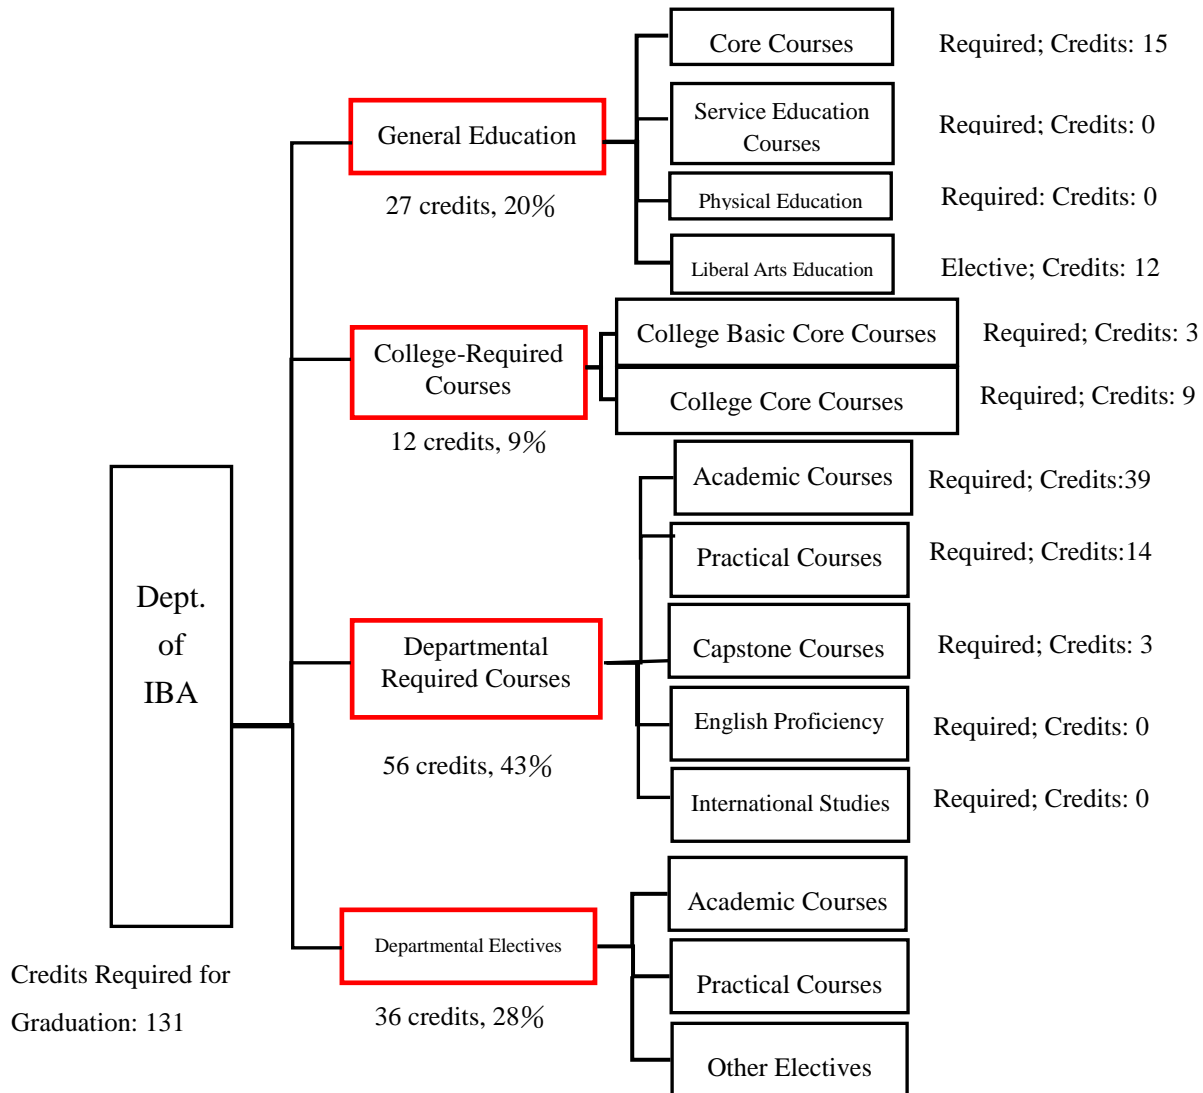 Core Courses
Required; Credits: 15
Service Education
Courses
Required; Credits: 0
General Education
27 credits, 20%
Physical Education
Required: Credits: 0
Liberal Arts Education
Elective; Credits: 12
College-Required
Courses
12 credits, 9%
College Basic Core Courses
Required; Credits: 3
College Core Courses
Required; Credits: 9
Dept.
of
IBA
Credits Required for
Graduation: 131
Departmental
Required Courses
56 credits, 43%
Academic Courses
Required; Credits:39
Practical Courses
Required; Credits:14
Capstone Courses
Required; Credits: 3
English Proficiency
Required; Credits: 0
International Studies
Required; Credits: 0
Departmental Electives
36 credits, 28%
Academic Courses
Practical Courses
Other Electives